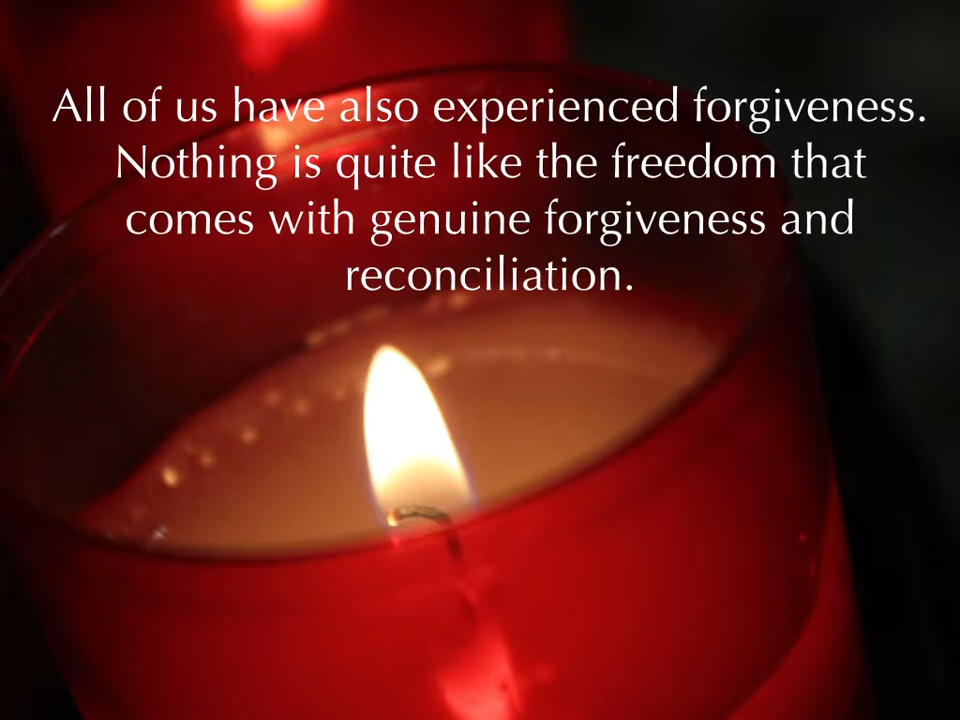 All of us have also experienced forgiveness.
Nothing is quite like the freedom that
comes with genuine forgiveness and
reconciliation.